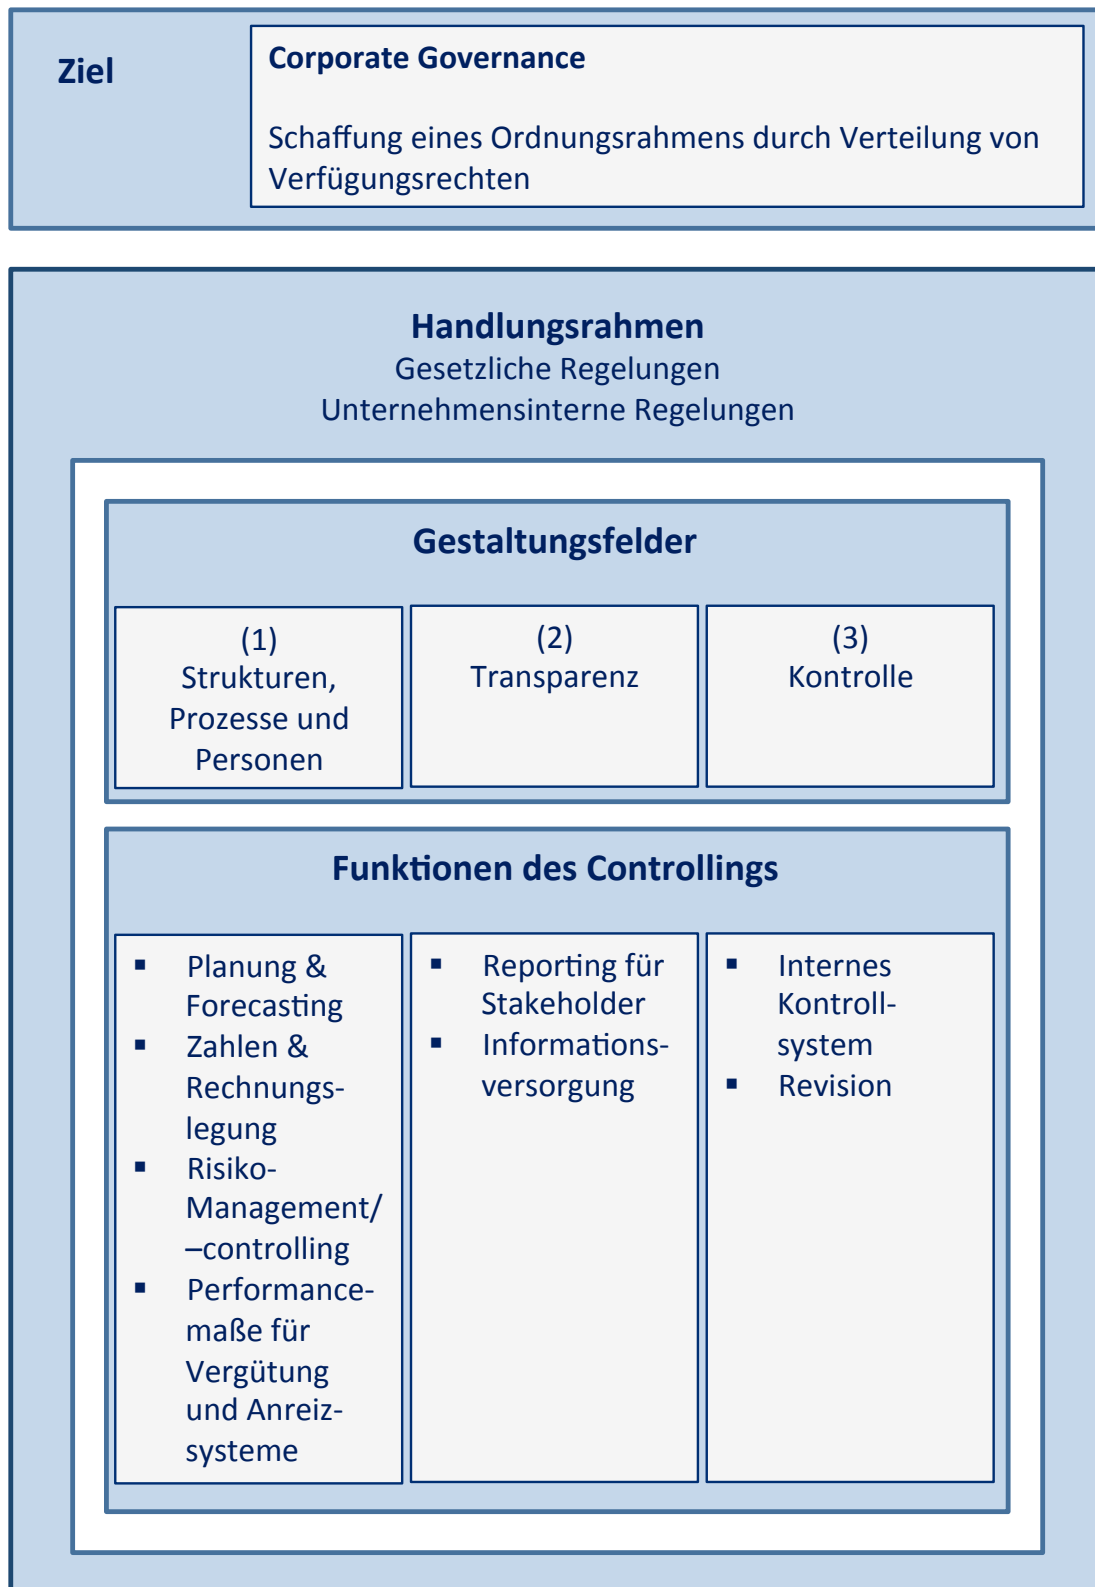 Ziel
Corporate Governance
Schaffung eines Ordnungsrahmens durch Verteilung von
Verfügungsrechten
Handlungsrahmen
Gesetzliche Regelungen
Unternehmensinterne Regelungen
Gestaltungsfelder
(1)
Strukturen,
Prozesse und
Personen
(2)
Transparenz
(3)
Kontrolle
Funktionen des Controllings
▪ Planung &
Forecasting
▪ Zahlen &
Rechnungs-
legung
▪ Risiko-
Management/
–controlling
▪ Performance-
maße für
Vergütung
und Anreiz-
systeme
▪ Reporting für
Stakeholder
▪ Informations-
versorgung
▪ Internes
Kontroll-
system
▪ Revision